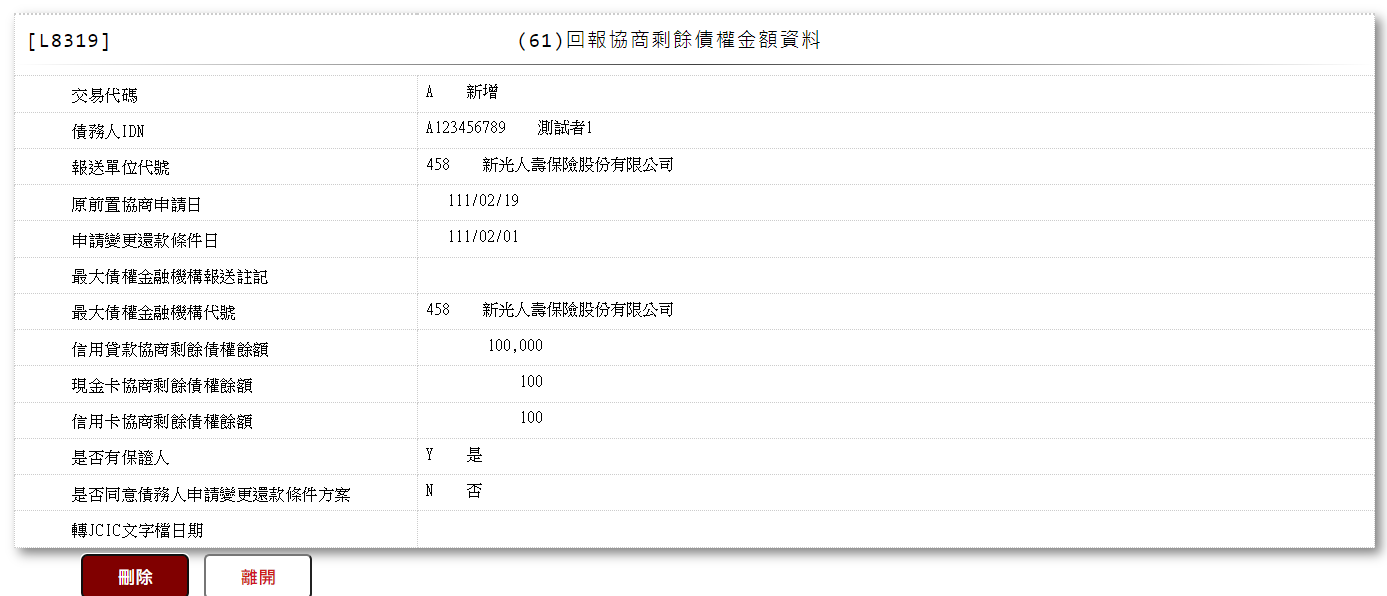 [L8319] (61)回報協商剩餘債權金額資料
交易代碼 A 新增
債務人IDN A123456789 測試者1
報送單位代號 458 新光人壽保險股份有限公司
原前置協商申請日 111/02/19
申請變更還款條件日 111/02/01
最大債權金融機構報送註記
最大債權金融機構代號 458 新光人壽保險股份有限公司
信用貸款協商剩餘債權餘額 100,000
現金卡協商剩餘債權餘額 100
信用卡協商剩餘債權餘額 100
是否有保證人 Y 是
是否同意債務人申請變更還款條件方案 N 否
轉JCIC文字檔日期
刪除 離開